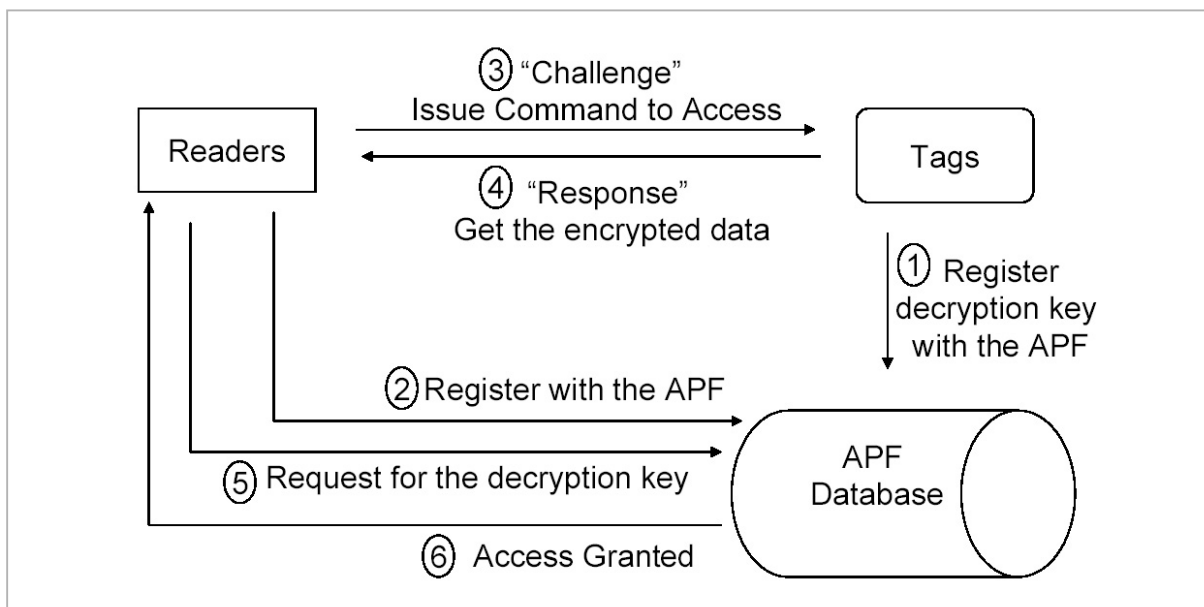 ③ “Challenge”
Issue Command to Access
Readers
Tags
④ “Response”
Get the encrypted data
① Register
decryption key
with the APF
② Register with the APF
⑤ Request for the decryption key
APF
Database
⑥ Access Granted